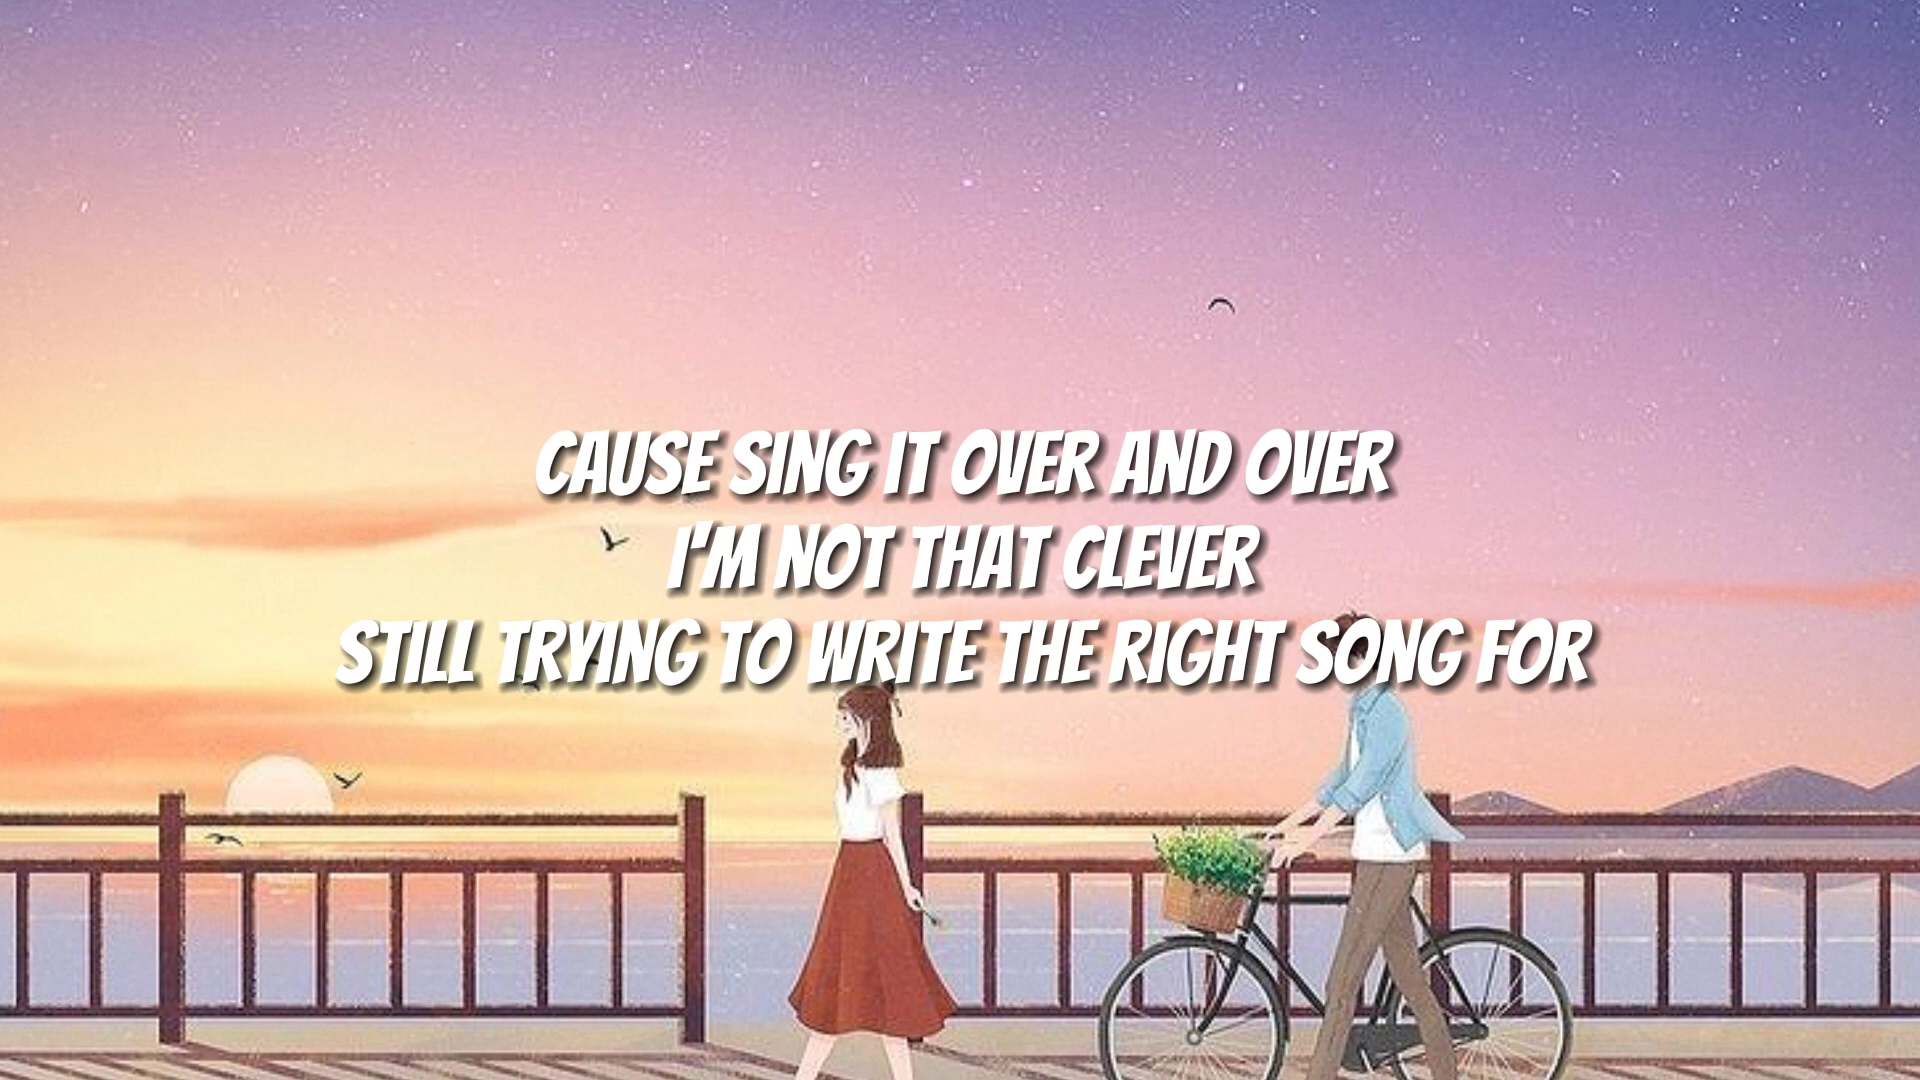 CAUSE SING IT OVER AND OVER
I'M NOT THAT CLEVER
STILL TRYING TO WRITE THE RIGHT SONG FOR